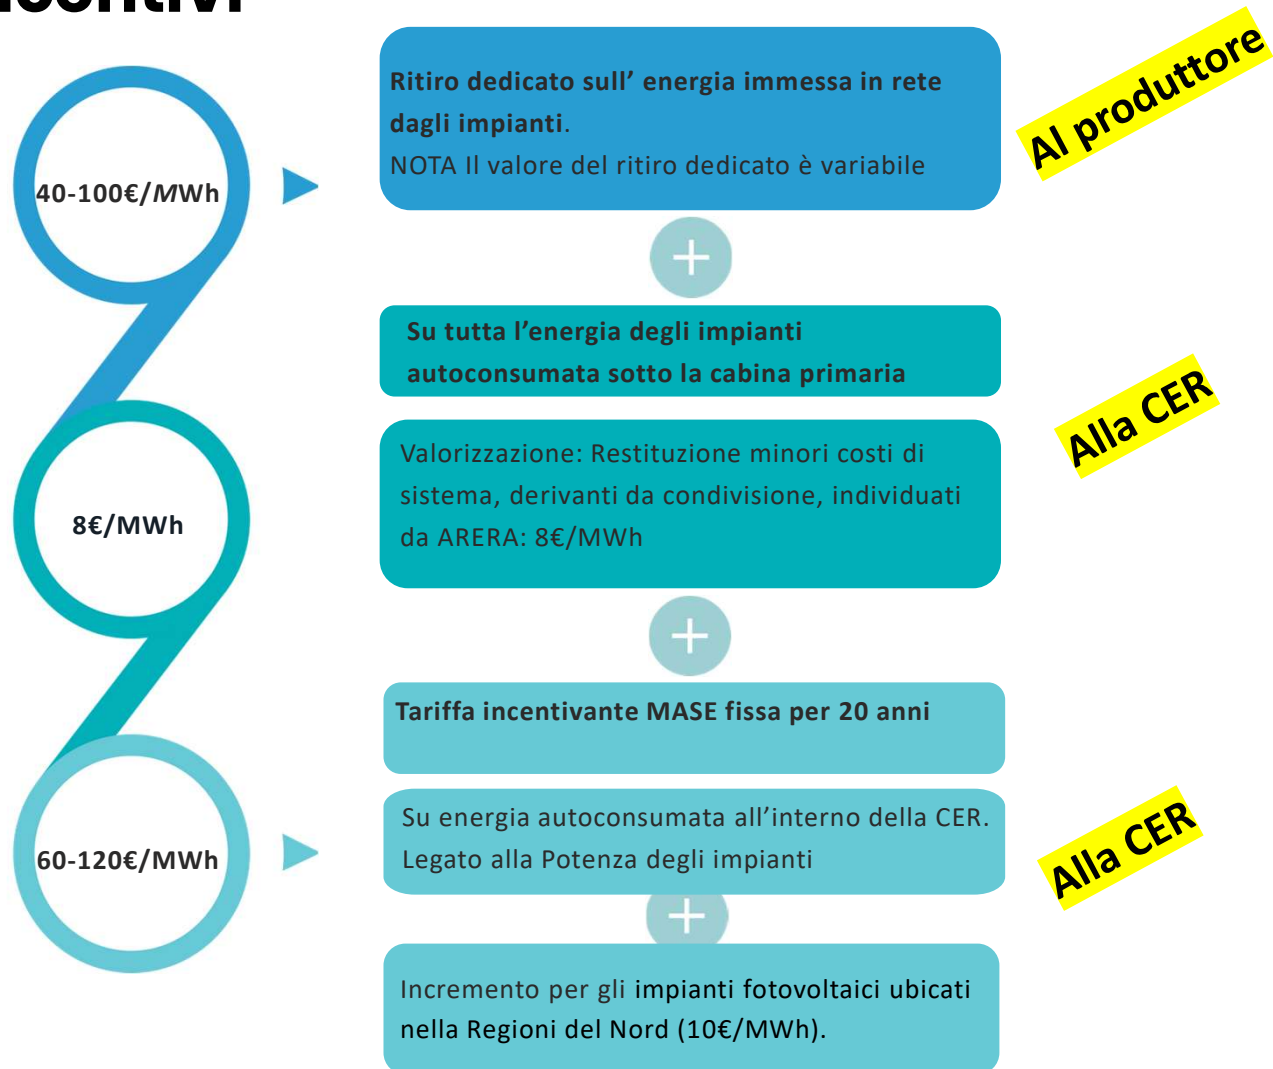 40-100€/MWh
Ritiro dedicato sull’ energia immessa in rete
dagli impianti.
NOTA Il valore del ritiro dedicato è variabile
Al produttore
+
Su tutta l’energia degli impianti
autoconsumata sotto la cabina primaria
Alla CER
8€/MWh
Valorizzazione: Restituzione minori costi di
sistema, derivanti da condivisione, individuati
da ARERA: 8€/MWh
+
Tariffa incentivante MASE fissa per 20 anni
60-120€/MWh
Su energia autoconsumata all’interno della CER.
Legato alla Potenza degli impianti
Alla CER
+
Incremento per gli impianti fotovoltaici ubicati
nella Regioni del Nord (10€/MWh).